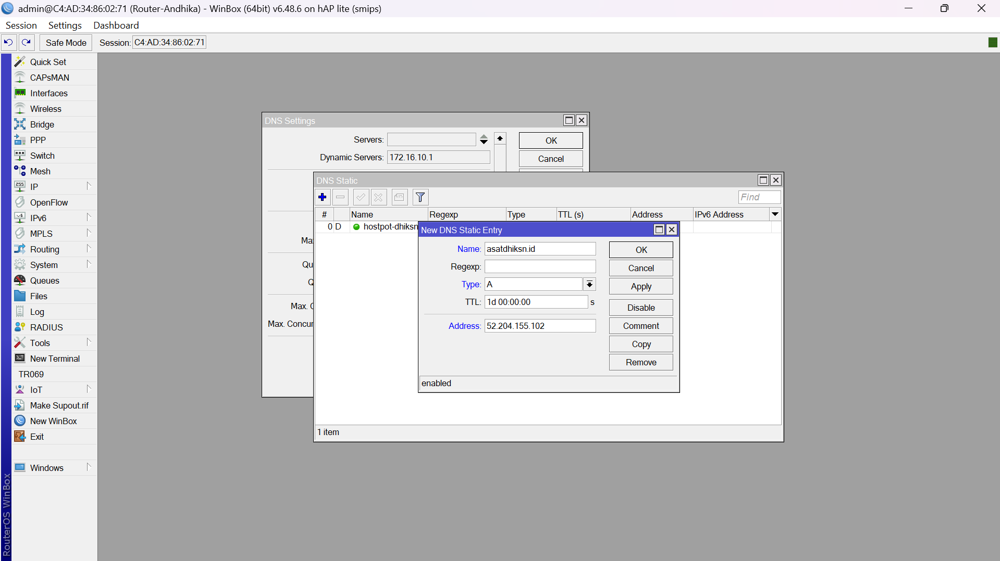 admin@C4:AD:34:86:02:71 (Router-Andhika) - WinBox (64bit) v6.48.6 on hAP lite (smips)
Session Settings Dashboard
Safe Mode Session: C4:AD:34:86:02:71
Quick Set
CAPsMAN
Interfaces
Wireless
Bridge
PPP
Switch
Mesh
255 IP
OpenFlow
v6 IPv6
MPLS
Routing
System
Queues
Files
Log
RADIUS
Tools
New Terminal
TR069
IoT
Make Supout.rif
New WinBox
Exit
Windows
RouterOS WinBox
DNS Settings
Servers:
OK
Dynamic Servers: 172.16.10.1
Cancel
Max. C
Max. Concur
DNS Static
Find
# Name Regexp Type TTL (s) Address IPv6 Address
0 D hostpot-dhiksn
New DNS Static Entry
Name: asatdhiksn.id
Regexp:
Type: A
TTL: 1d 00:00:00 s
Address: 52.204.155.102
OK
Cancel
Apply
Disable
Comment
Copy
Remove
enabled
1 item